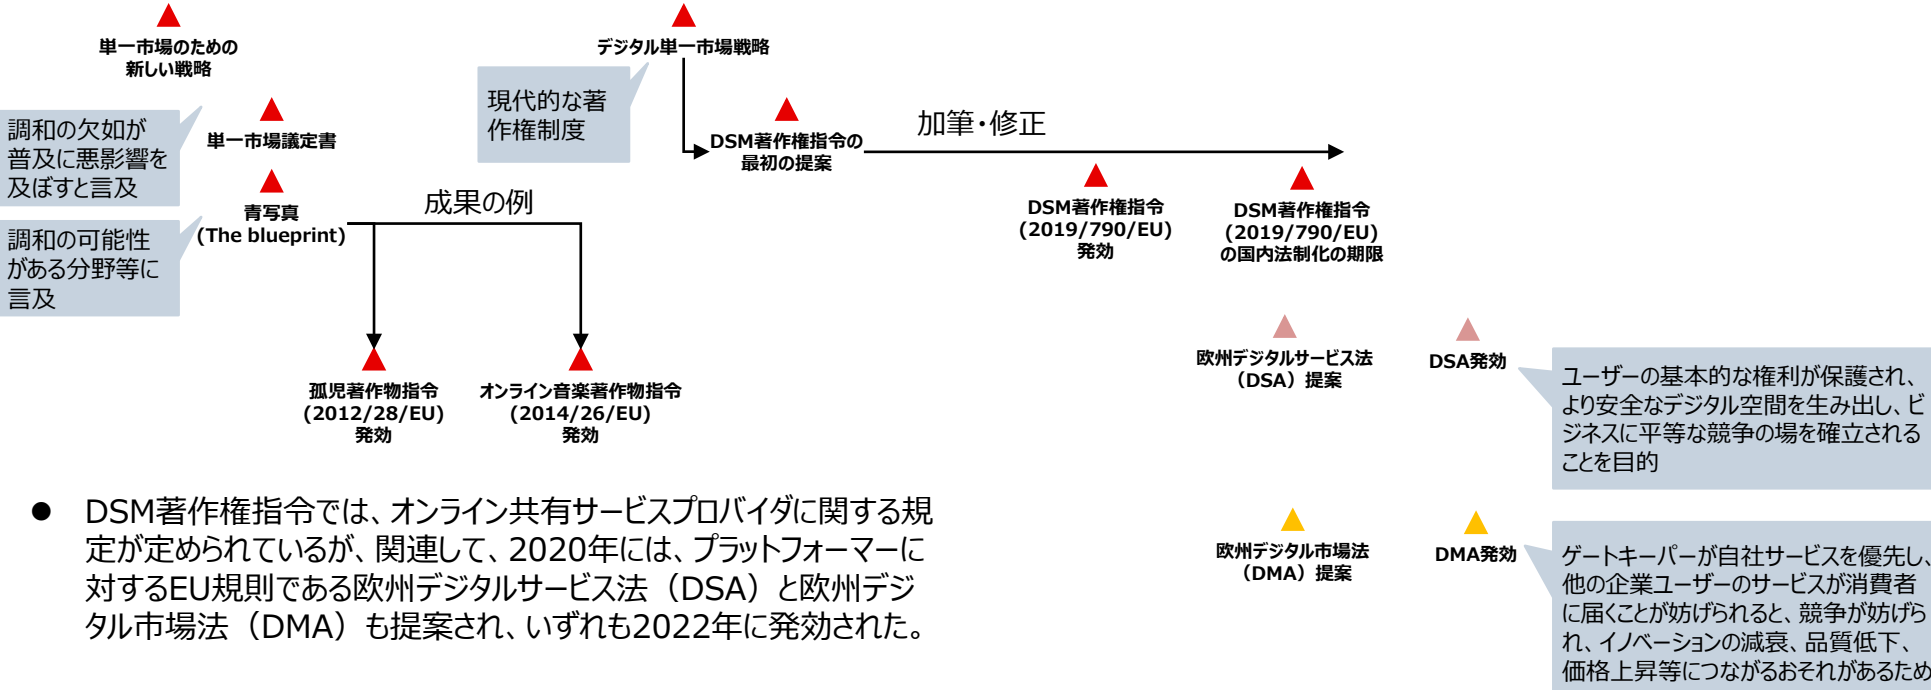 単一市場のための
新しい戦略
調和の欠如が
普及に悪影響を
及ぼすと言及
単一市場議定書
青写真
(The blueprint)
調和の可能性
がある分野等に
言及
成果の例
孤児著作物指令
(2012/28/EU)
発効
オンライン音楽著作物指令
(2014/26/EU)
発効
デジタル単一市場戦略
現代的な著
作権制度
DSM著作権指令の
最初の提案
加筆・修正
DSM著作権指令
(2019/790/EU)
発効
DSM著作権指令
(2019/790/EU)
の国内法制化の期限
欧州デジタルサービス法
（DSA）提案
DSA発効
ユーザーの基本的な権利が保護され、
より安全なデジタル空間を生み出し、ビ
ジネスに平等な競争の場を確立される
ことを目的
欧州デジタル市場法
（DMA）提案
DMA発効
ゲートキーパーが自社サービスを優先し、
他の企業ユーザーのサービスが消費者
に届くことが妨げられると、競争が妨げら
れ、イノベーションの減衰、品質低下、
価格上昇等につながるおそれがあるため
● DSM著作権指令では、オンライン共有サービスプロバイダに関する規
定が定められているが、関連して、2020年には、プラットフォーマーに
対するEU規則である欧州デジタルサービス法（DSA）と欧州デジ
タル市場法（DMA）も提案され、いずれも2022年に発効された。